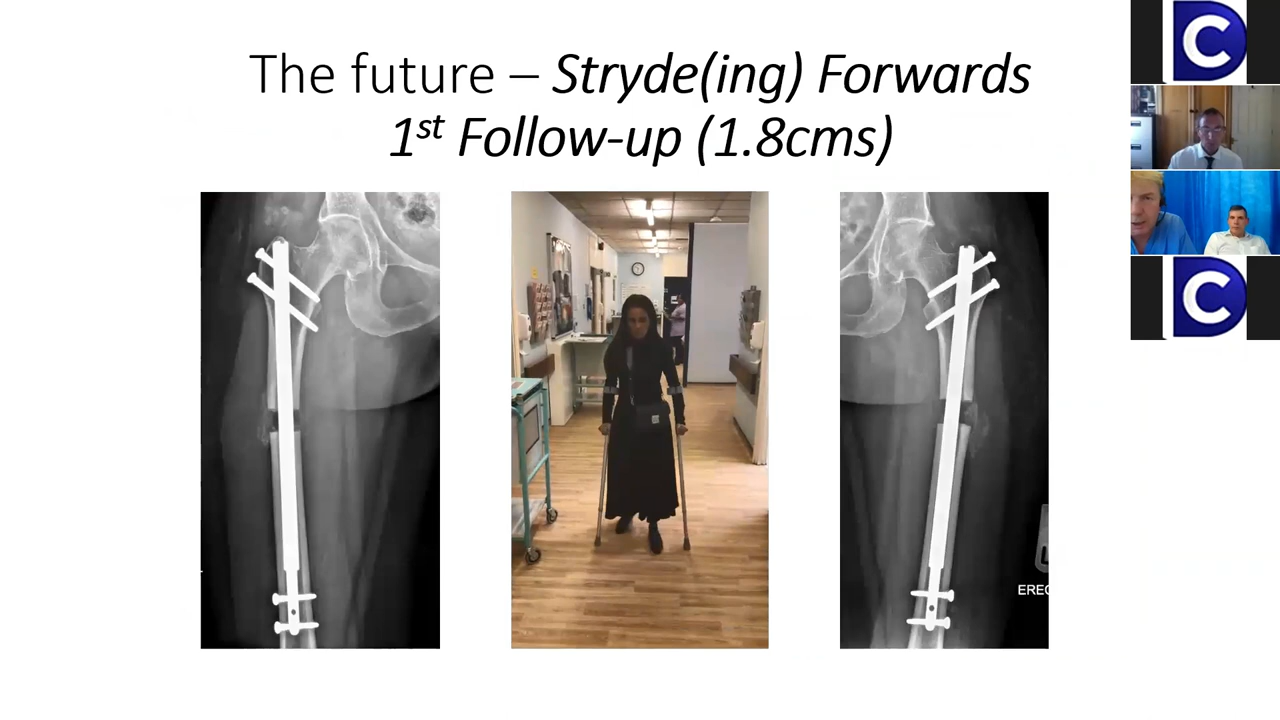 The future – Stryde(ing) Forwards
1st Follow-up (1.8cms)
C
C
EREC